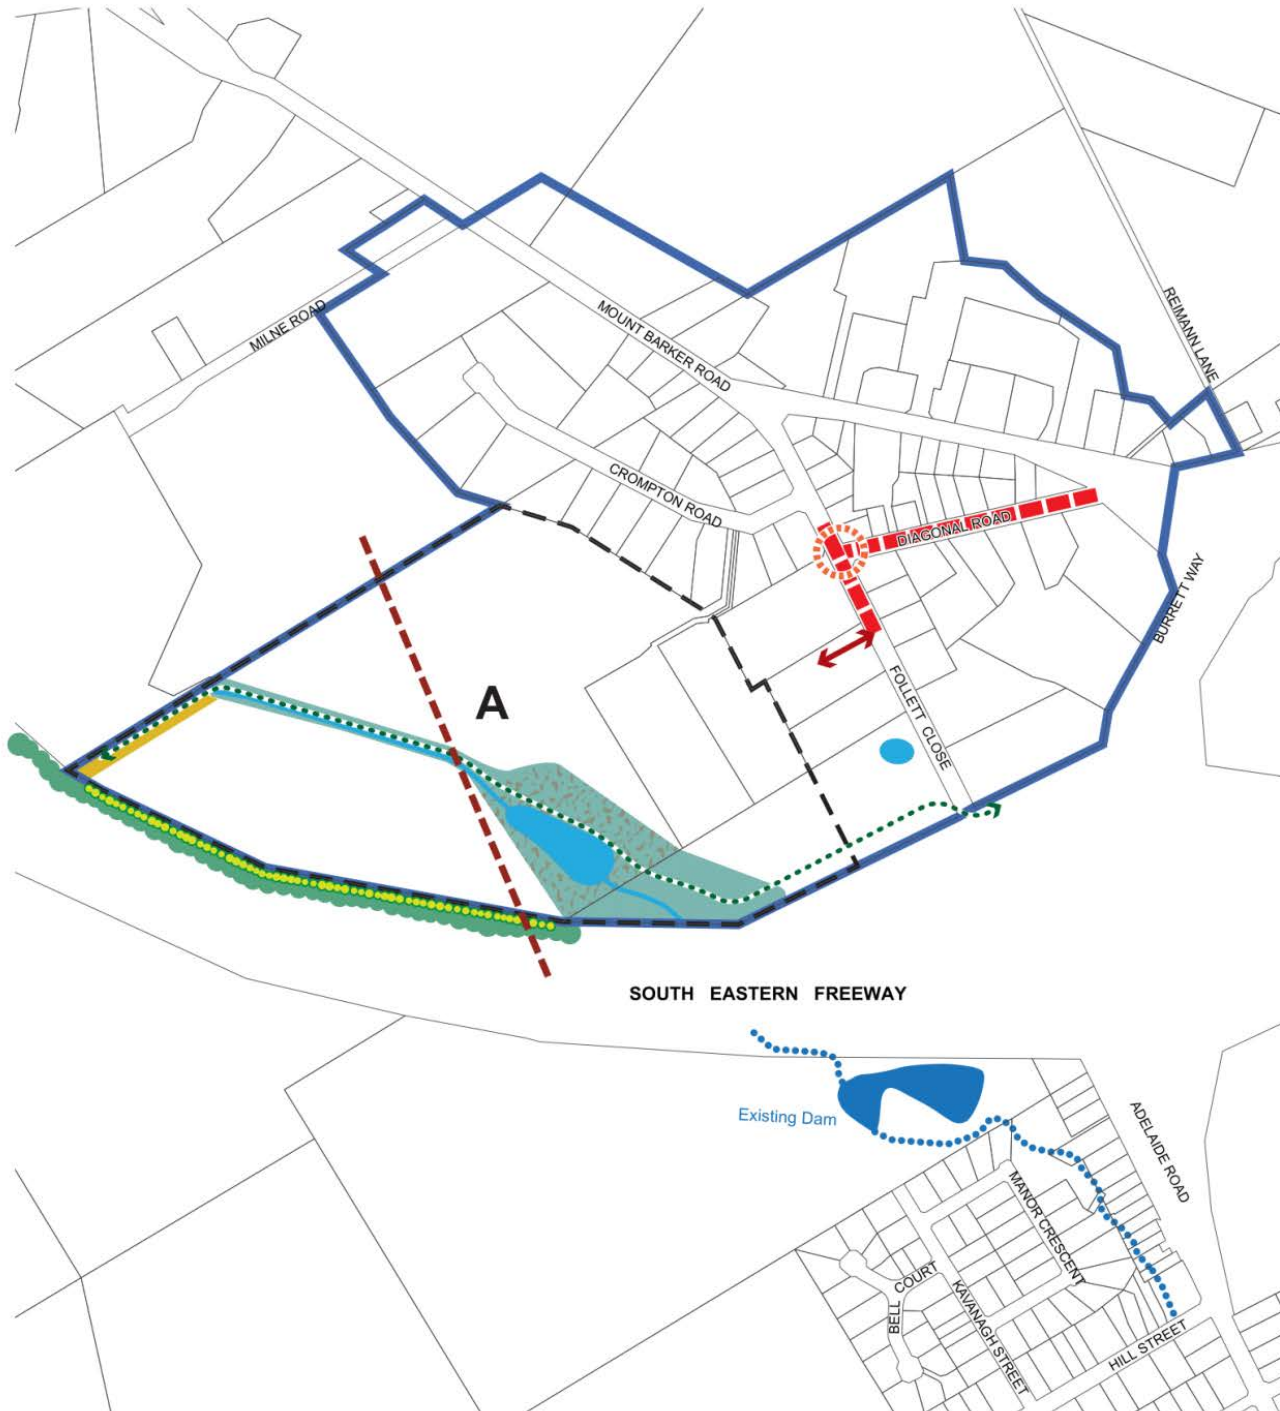 REIMANN LANE
MILNE ROAD
MOUNT BARKER ROAD
CROMPTON ROAD
DIAGONAL ROAD
BURRETT WAY
A
FOLLETT CLOSE
SOUTH EASTERN FREEWAY
Existing Dam
ADELAIDE ROAD
MANOR CRESCENT
BELL COURT
KAVANAGH STREET
HILL STREET